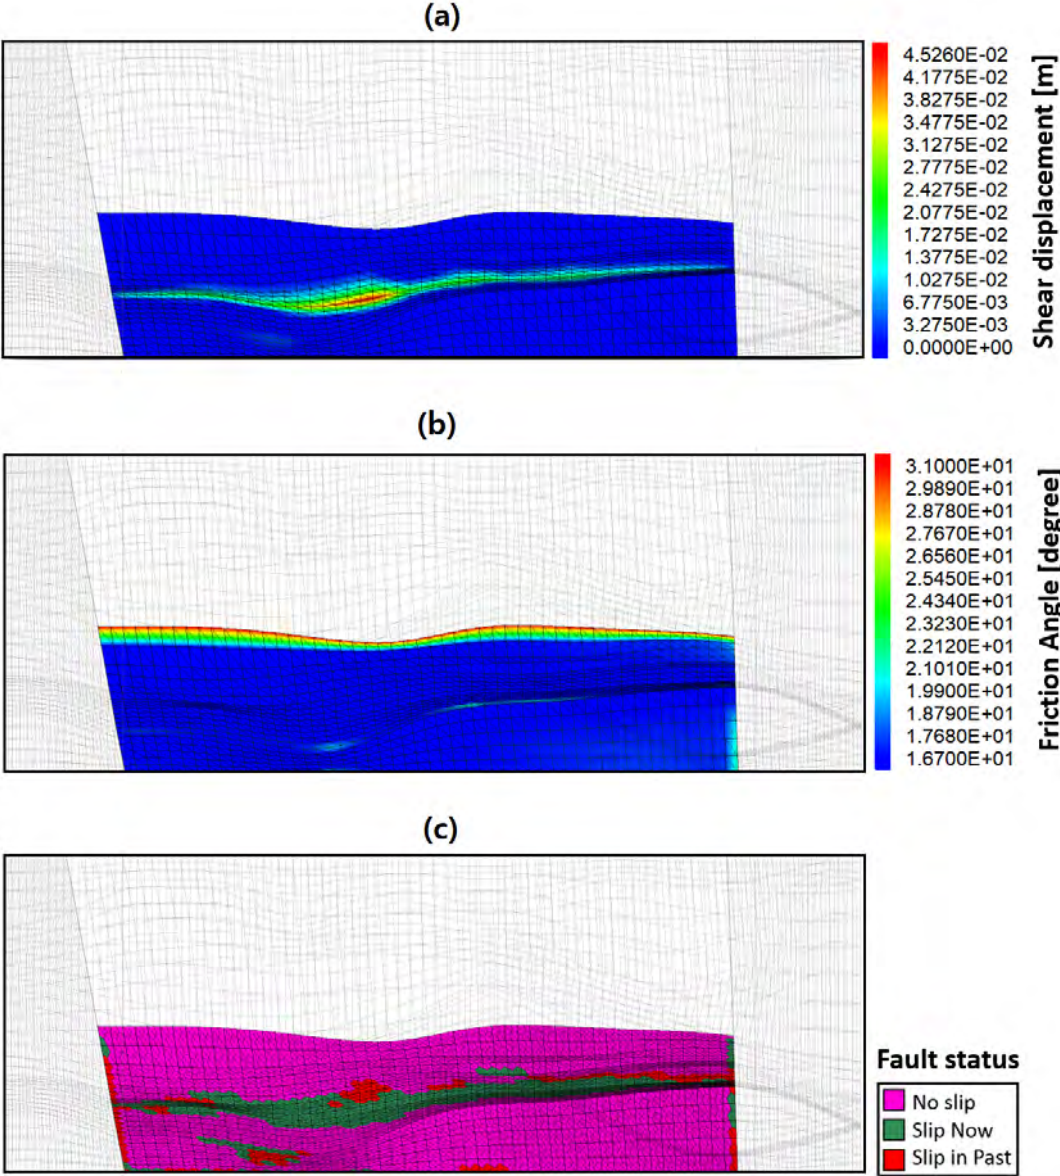 (a)
4.5260E-02
4.1775E-02
3.8275E-02
3.4775E-02
3.1275E-02
2.7775E-02
2.4275E-02
2.0775E-02
1.7275E-02
1.3775E-02
1.0275E-02
6.7750E-03
3.2750E-03
0.0000E+00
Shear displacement [m]
(b)
3.1000E+01
2.9890E+01
2.8780E+01
2.7670E+01
2.6560E+01
2.5450E+01
2.4340E+01
2.3230E+01
2.2120E+01
2.1010E+01
1.9900E+01
1.8790E+01
1.7680E+01
1.6700E+01
Friction Angle [degree]
(c)
Fault status
No slip
Slip Now
Slip in Past